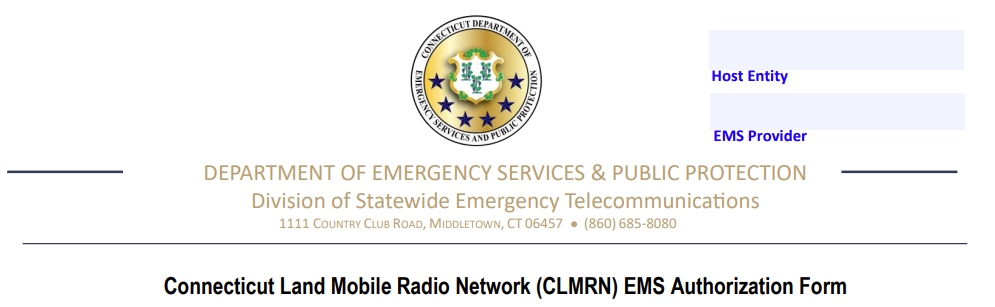 CONNECTICUT DEPARTMENT OF
EMERGENCY SERVICES AND PUBLIC PROTECTION
Host Entity
EMS Provider
DEPARTMENT OF EMERGENCY SERVICES & PUBLIC PROTECTION
Division of Statewide Emergency Telecommunications
1111 COUNTRY CLUB ROAD, MIDDLETOWN, CT 06457 ● (860) 685-8080
Connecticut Land Mobile Radio Network (CLMRN) EMS Authorization Form